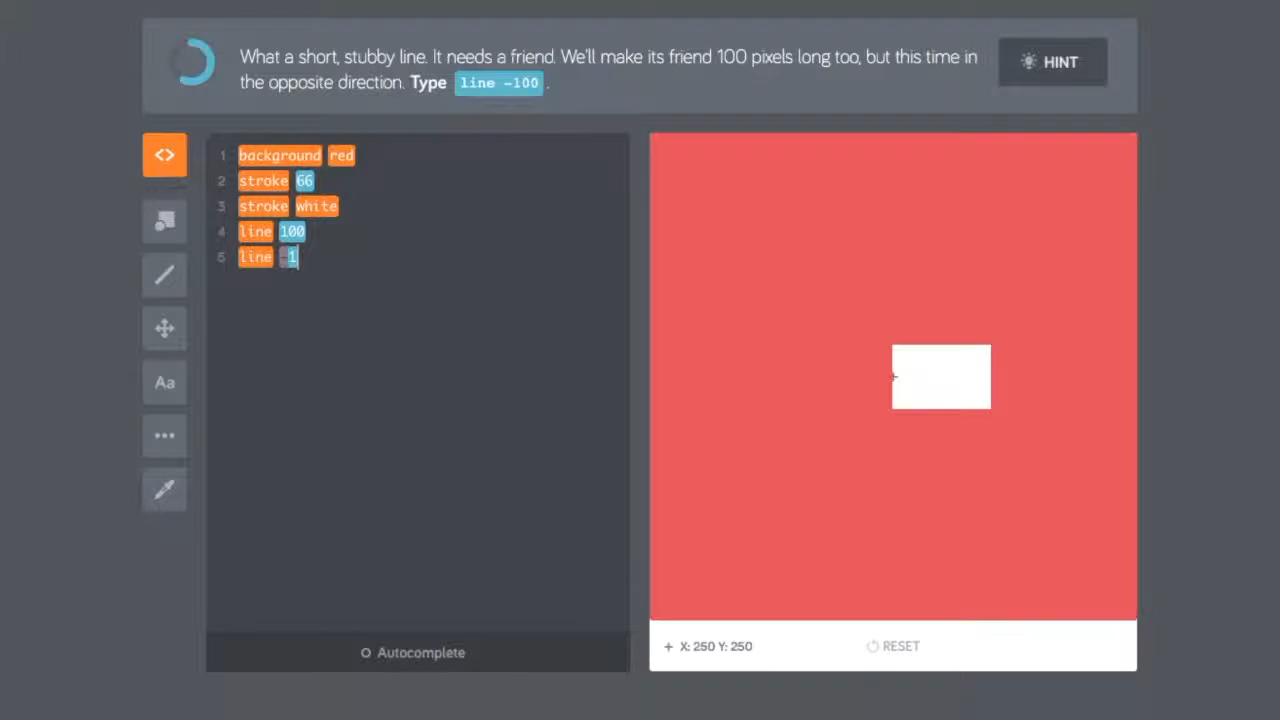 What a short, stubby line. It needs a friend. We'll make its friend 100 pixels long too, but this time in
the opposite direction. Type line -100 .
HINT
<>
1 background red
2 stroke 66
3 stroke white
4 line 100
5 line -1
Aa
Autocomplete
+ X: 250 Y: 250
RESET